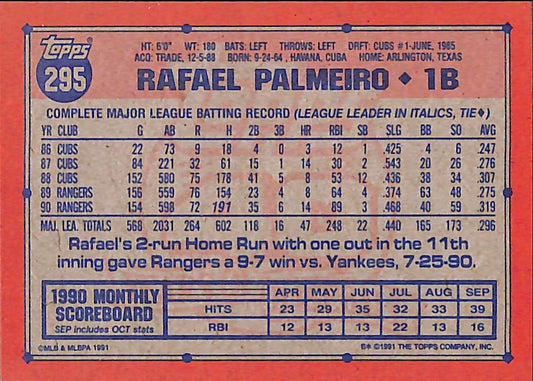 Topps
295
HT: 6'0" WT: 180 BATS: LEFT THROWS: LEFT DRFT: CUBS #1-JUNE, 1985
ACQ: TRADE, 12-5-88 BORN: 9-24-64, HAVANA, CUBA HOME: ARLINGTON, TEXAS
RAFAEL PALMEIRO ◆ 1B
COMPLETE MAJOR LEAGUE BATTING RECORD (LEAGUE LEADER IN ITALICS, TIE♦)
YR CLUB G AB R H 2B 3B HR RBI SB SLG BB SO AVG
86 CUBS 22 73 9 18 4 0 3 12 1 .425 4 6 .247
87 CUBS 84 221 32 61 15 1 14 30 2 .543 20 26 .276
88 CUBS 152 580 75 178 41 5 8 53 12 .436 38 34 .307
89 RANGERS 156 559 76 154 23 4 8 64 4 .374 63 48 .275
90 RANGERS 154 598 72 191 35 6 14 89 3 .468 40 59 .319
MAJ. LEA. TOTALS 568 2031 264 602 118 16 47 248 22 .440 165 173 .296
Rafael's 2-run Home Run with one out in the 11th
inning gave Rangers a 9-7 win vs. Yankees, 7-25-90.
1990 MONTHLY
SCOREBOARD
SEP includes OCT stats
APR MAY JUN JUL AUG SEP
HITS 23 29 35 32 33 39
RBI 12 13 13 22 13 16
©MLB & MLBPA 1991
B* ©1991 THE TOPPS COMPANY, INC.